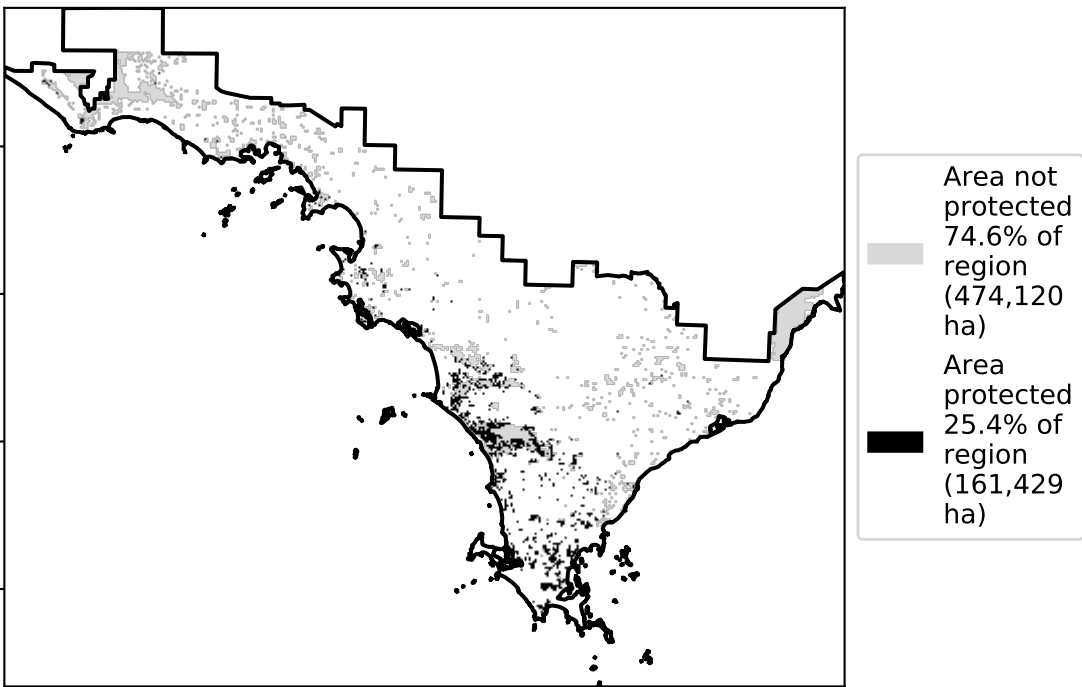 Area not
protected
74.6% of
region
(474,120
ha)
Area
protected
25.4% of
region
(161,429
ha)